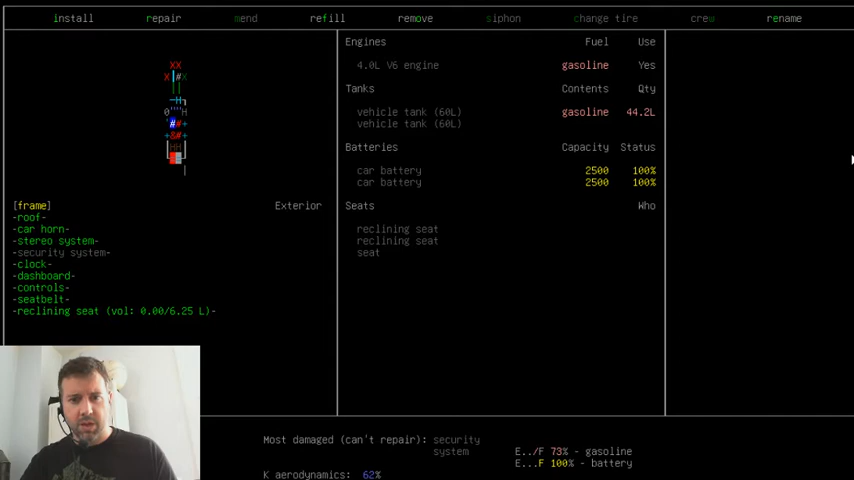 install repair mend refill remove siphon change tire crew rename
Engines Fuel Use
4.0L V6 engine gasoline Yes
Tanks Contents Qty
vehicle tank (60L) gasoline 44.2L
vehicle tank (60L)
Batteries Capacity Status
car battery 2500 100%
car battery 2500 100%
[frame] Exterior
-roof-
-car horn-
-stereo system-
-security system-
-clock-
-dashboard-
-controls-
-seatbelt-
-reclining seat (vol: 0.00/6.25 L)-
Seats Who
reclining seat
reclining seat
seat
Most damaged (can't repair): security
system
E../F 73% - gasoline
E...F 100% - battery
K aerodynamics: 62%